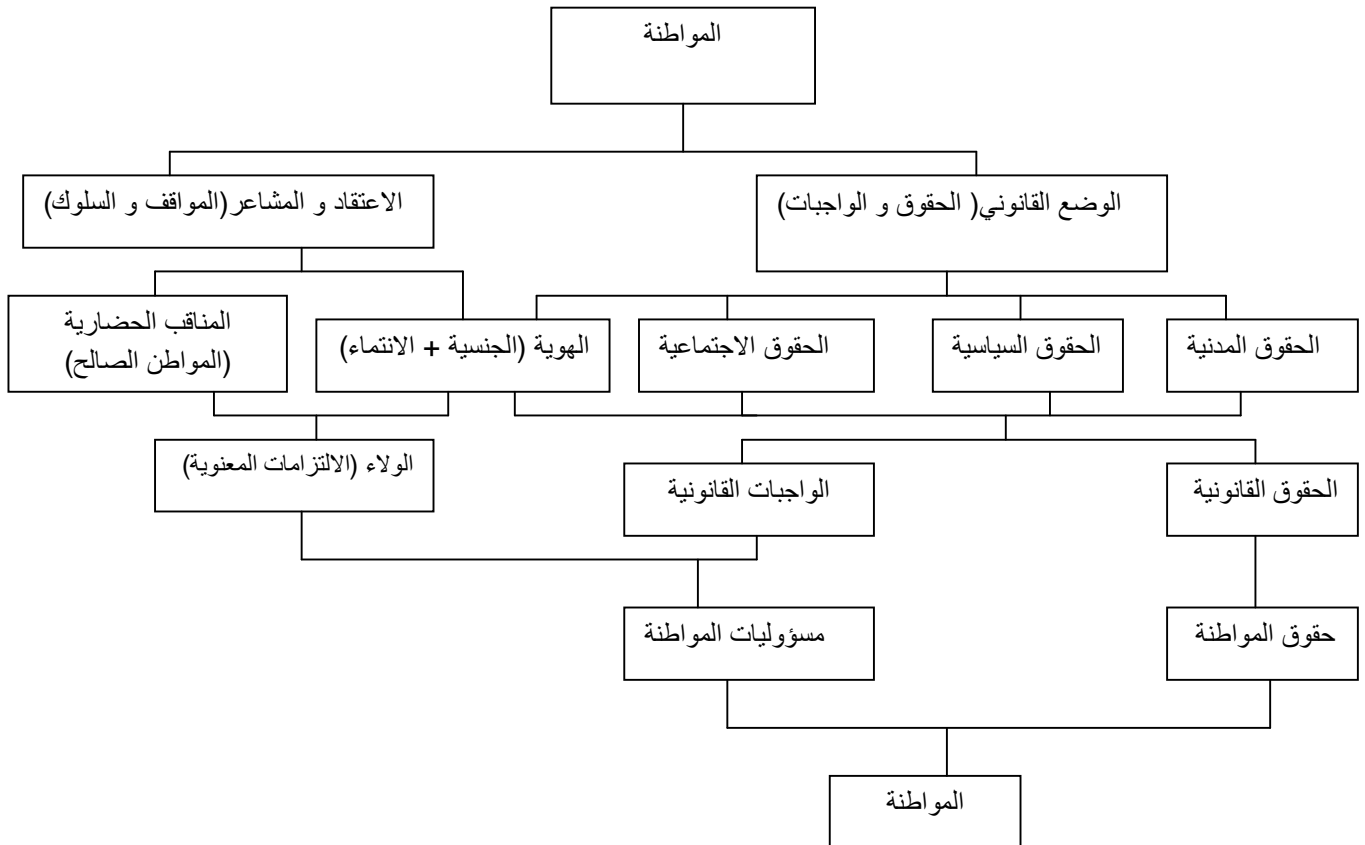 المواطنة
الوضع القانوني( الحقوق و الواجبات)
الاعتقاد و المشاعر(المواقف و السلوك)
الحقوق المدنية
الحقوق السياسية
الحقوق الاجتماعية
الهوية (الجنسية + الانتماء)
المناقب الحضارية
(المواطن الصالح)
الحقوق القانونية
الواجبات القانونية
الولاء (الالتزامات المعنوية)
حقوق المواطنة
مسؤوليات المواطنة
المواطنة